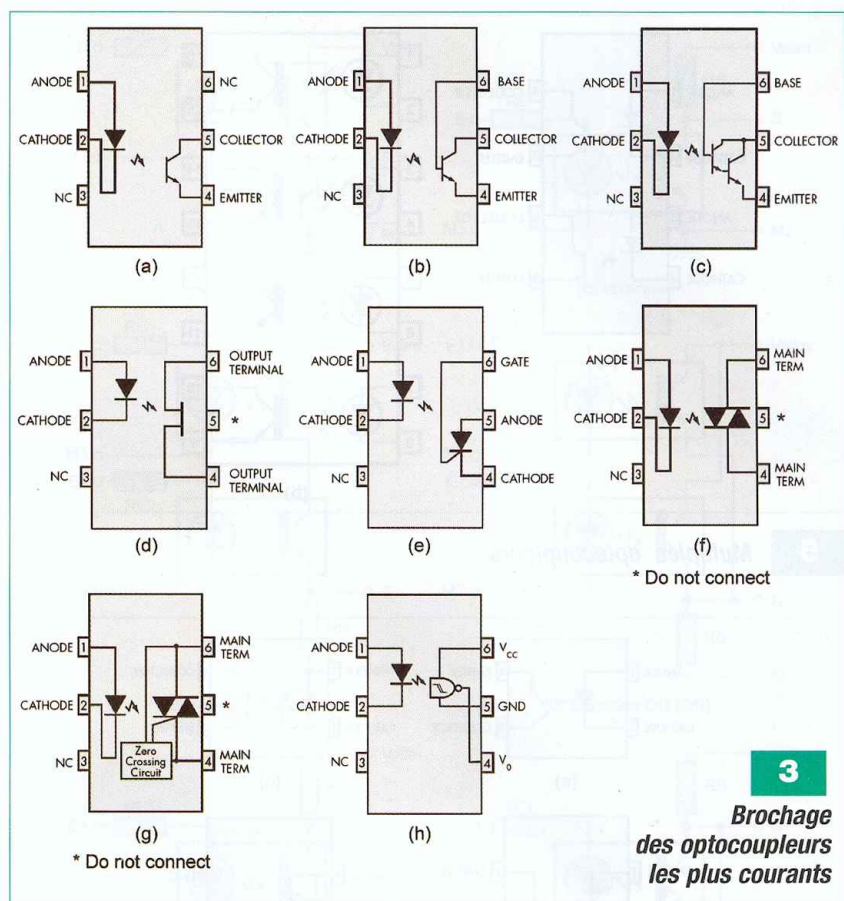 ANODE 1 6 NC
CATHODE 2 5 COLLECTOR
NC 3 4 EMITTER
(a)
ANODE 1 6 BASE
CATHODE 2 5 COLLECTOR
NC 3 4 EMITTER
(b)
ANODE 1 6 BASE
CATHODE 2 5 COLLECTOR
NC 3 4 EMITTER
(c)
ANODE 1 6 OUTPUT
TERMINAL
CATHODE 2 5 *
NC 3 4 OUTPUT
TERMINAL
(d)
ANODE 1 6 GATE
CATHODE 2 5 ANODE
NC 3 4 CATHODE
(e)
ANODE 1 6 MAIN
TERM
CATHODE 2 5 *
NC 3 4 MAIN
TERM
(f)
* Do not connect
ANODE 1 6 MAIN
TERM
CATHODE 2 5 *
Zero
Crossing
Circuit
NC 3 4 MAIN
TERM
(g)
* Do not connect
ANODE 1 6 VCC
CATHODE 2 5 GND
NC 3 4 V0
(h)
3
Brochage
des optocoupleurs
les plus courants